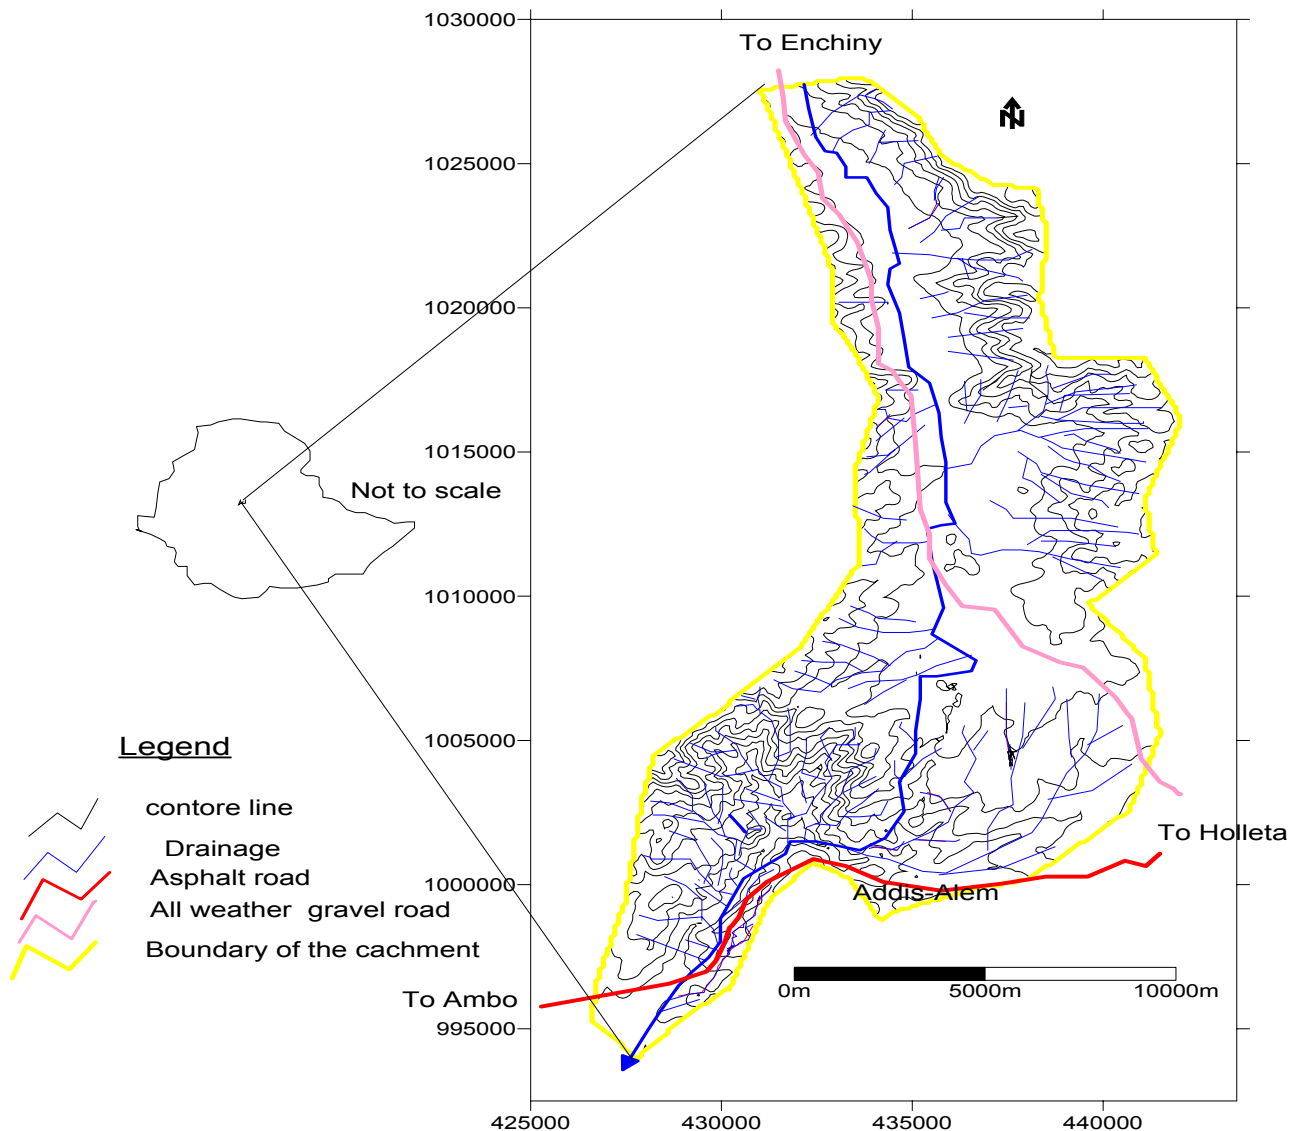 1030000
To Enchiny
N
1025000
1020000
1015000
Not to scale
1010000
1005000
Legend
contore line
Drainage
Asphalt road
All weather gravel road
Boundary of the cachment
To Holleta
1000000
Addis-Alem
To Ambo
0m 5000m 10000m
995000
425000 430000 435000 440000